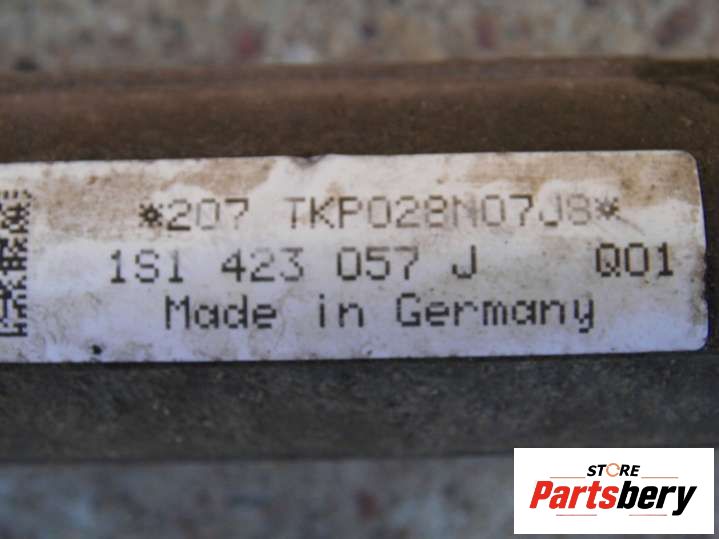 *207 TKP028N07J8*
1S1 423 057 J Q01
Made in Germany
STORE
Partsbery